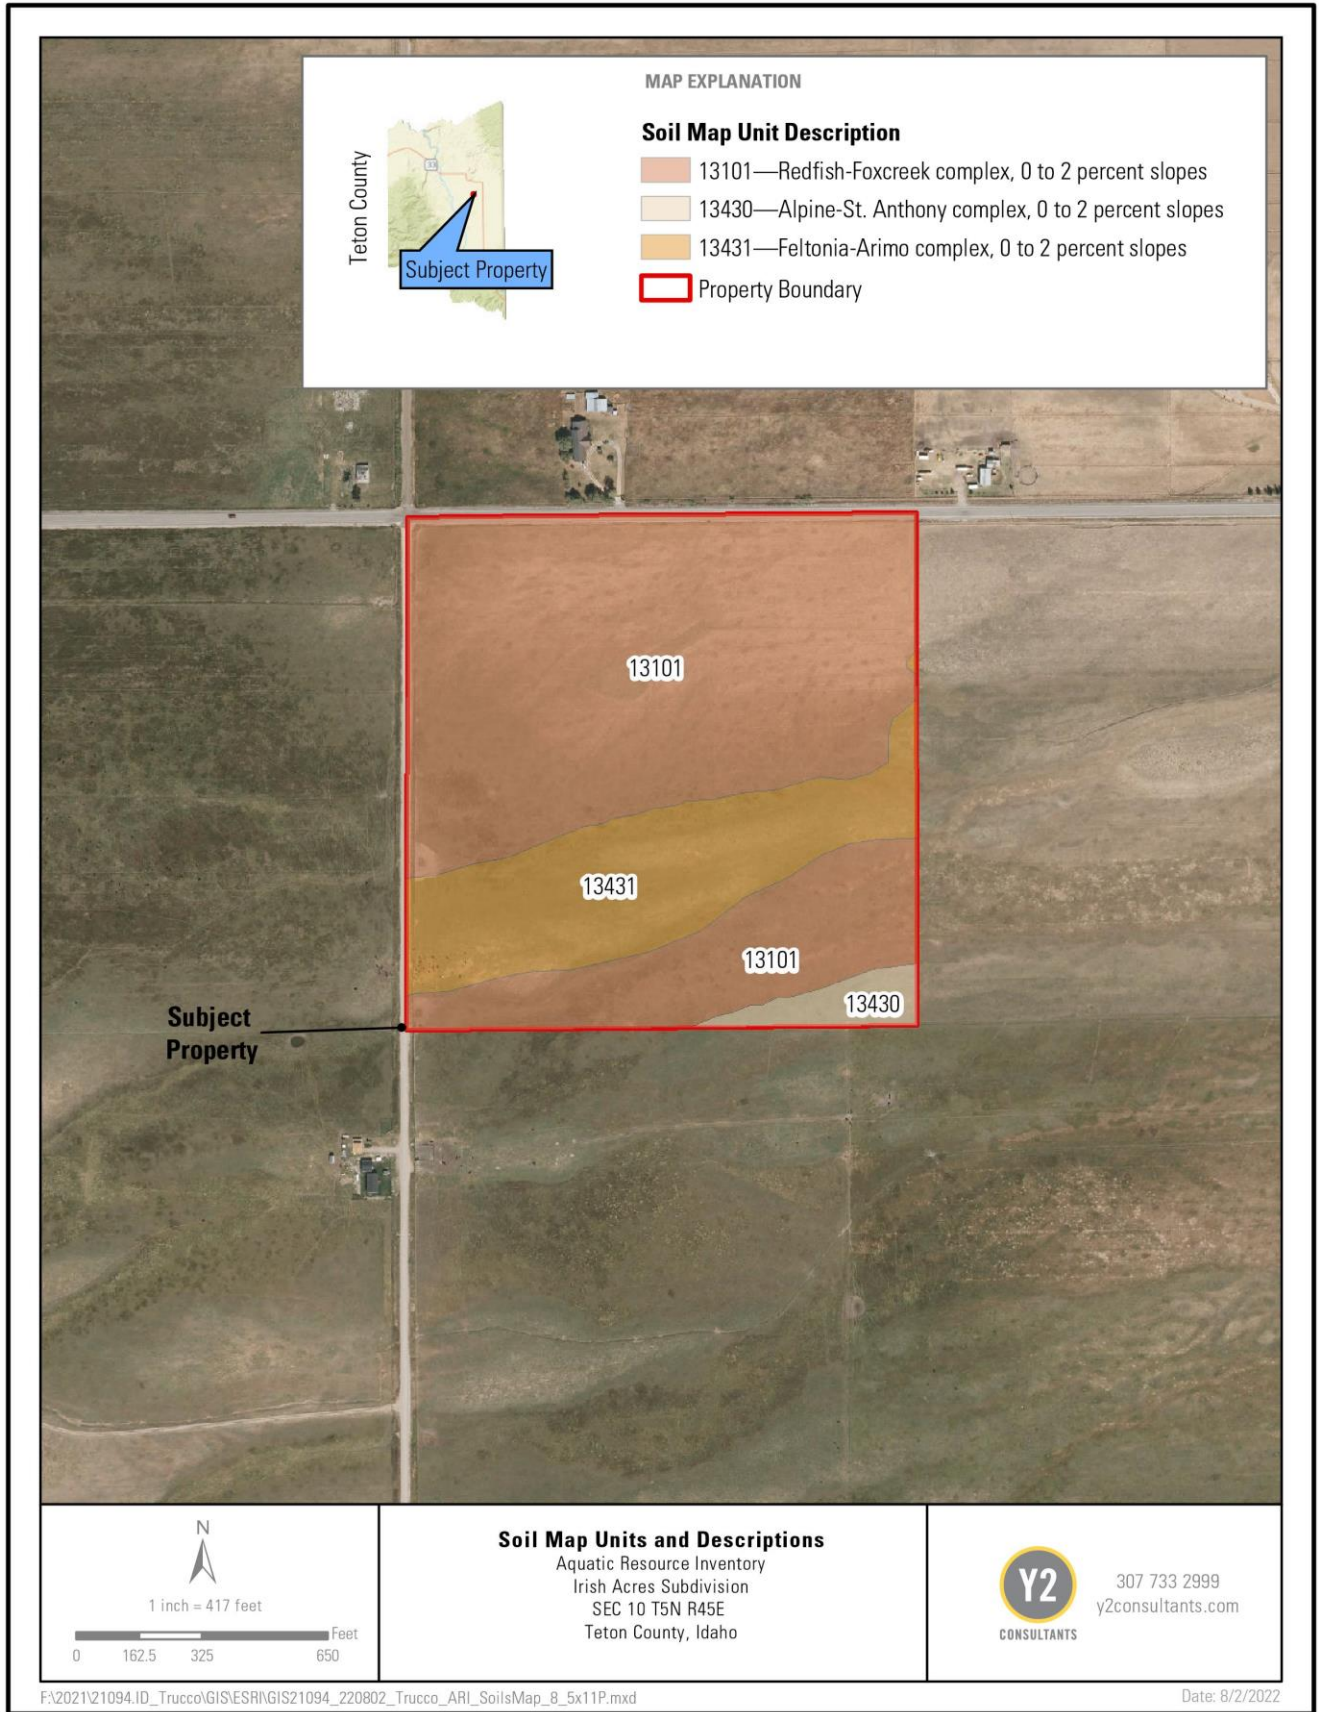 MAP EXPLANATION
Teton County
33
Subject Property
Soil Map Unit Description
13101—Redfish-Foxcreek complex, 0 to 2 percent slopes
13430—Alpine-St. Anthony complex, 0 to 2 percent slopes
13431—Feltonia-Arimo complex, 0 to 2 percent slopes
Property Boundary
13101
13431
13101
13430
Subject
Property
N
1 inch = 417 feet
Feet
0 162.5 325 650
Soil Map Units and Descriptions
Aquatic Resource Inventory
Irish Acres Subdivision
SEC 10 T5N R45E
Teton County, Idaho
Y2
CONSULTANTS
307 733 2999
y2consultants.com
F:\2021\21094.ID_Trucco\GIS\ESRI\GIS21094_220802_Trucco_ARI_SoilsMap_8_5x11P.mxd
Date: 8/2/2022